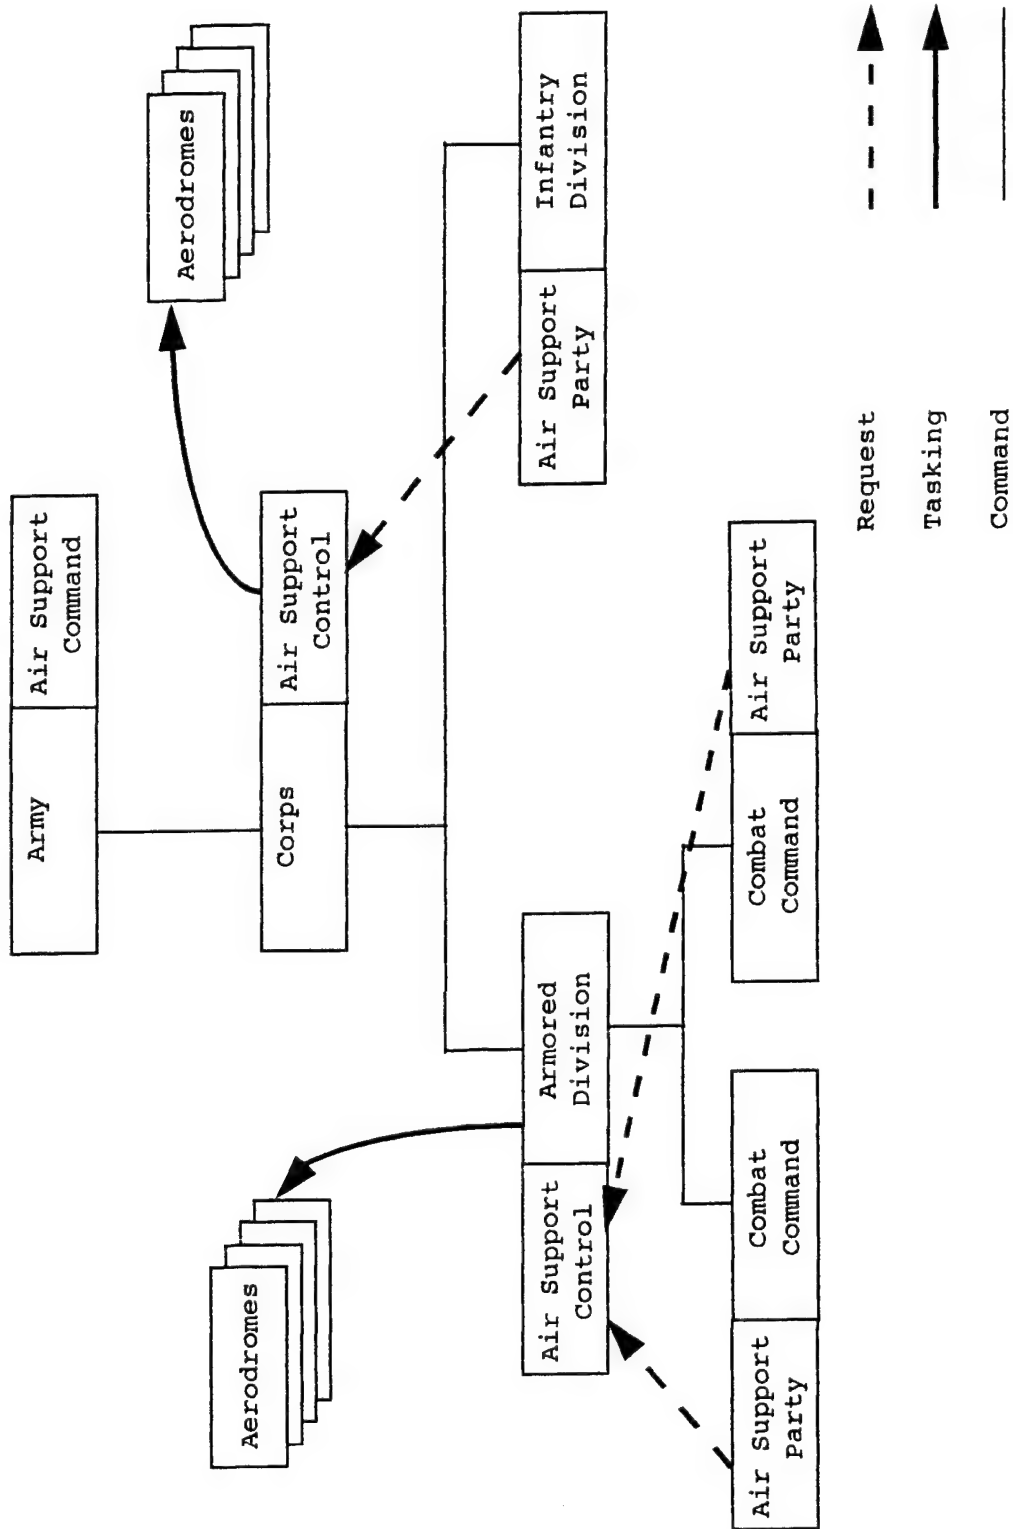 Army
Air Support
Command
Corps
Air Support
Control
Aerodromes
Aerodromes
Air Support
Control
Armored
Division
Air Support
Party
Infantry
Division
Air Support
Party
Combat
Command
Combat
Command
Air Support
Party
Request
Tasking
Command